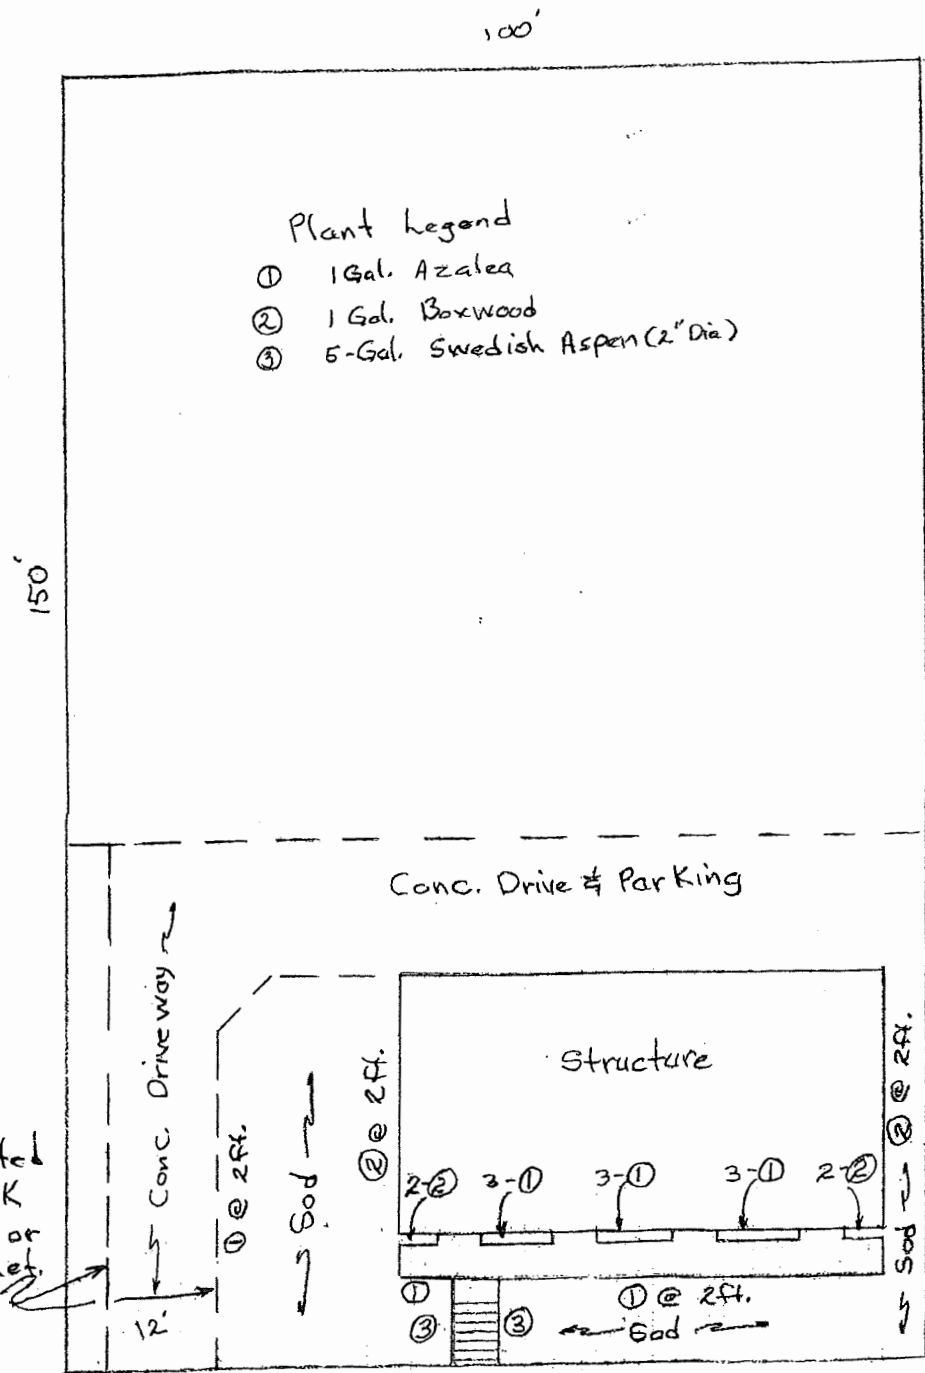 100'
Plant Legend
① 1 Gal. Azalea
② 1 Gal. Boxwood
③ 5-Gal. Swedish Aspen (2" Dia)
150'
Conc. Drive & Parking
Conc. Driveway
① @ 2ft.
Sod
② @ 2ft.
Structure
② @ 2ft.
Sod
2-② 3-① 3-① 3-① 2-②
① ① @ 2ft.
③ ③ Sod
12'